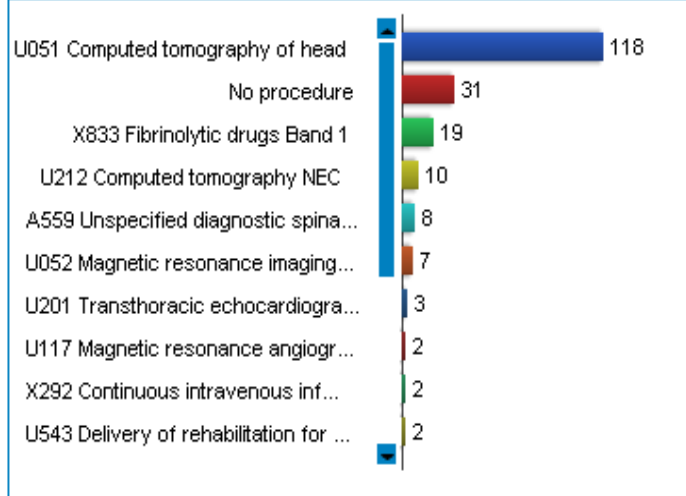 U051 Computed tomography of head 118
No procedure 31
X833 Fibrinolytic drugs Band 1 19
U212 Computed tomography NEC 10
A559 Unspecified diagnostic spina... 8
U052 Magnetic resonance imaging... 7
U201 Transthoracic echocardiogra... 3
U117 Magnetic resonance angiogr... 2
X292 Continuous intravenous inf... 2
U543 Delivery of rehabilitation for ... 2